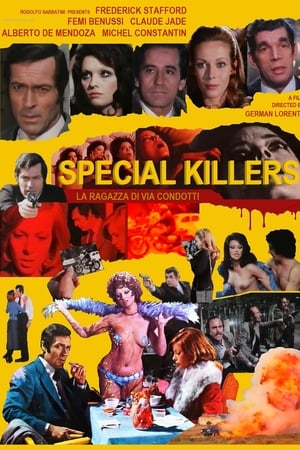 RODOLFO SABBATINI PRESENTS
FREDERICK STAFFORD
FEMI BENUSSI CLAUDE JADE
ALBERTO DE MENDOZA MICHEL CONSTANTIN
A FILM
DIRECTED BY
GERMAN LORENTE
SPECIAL KILLERS
LA RAGAZZA DI VIA CONDOTTI